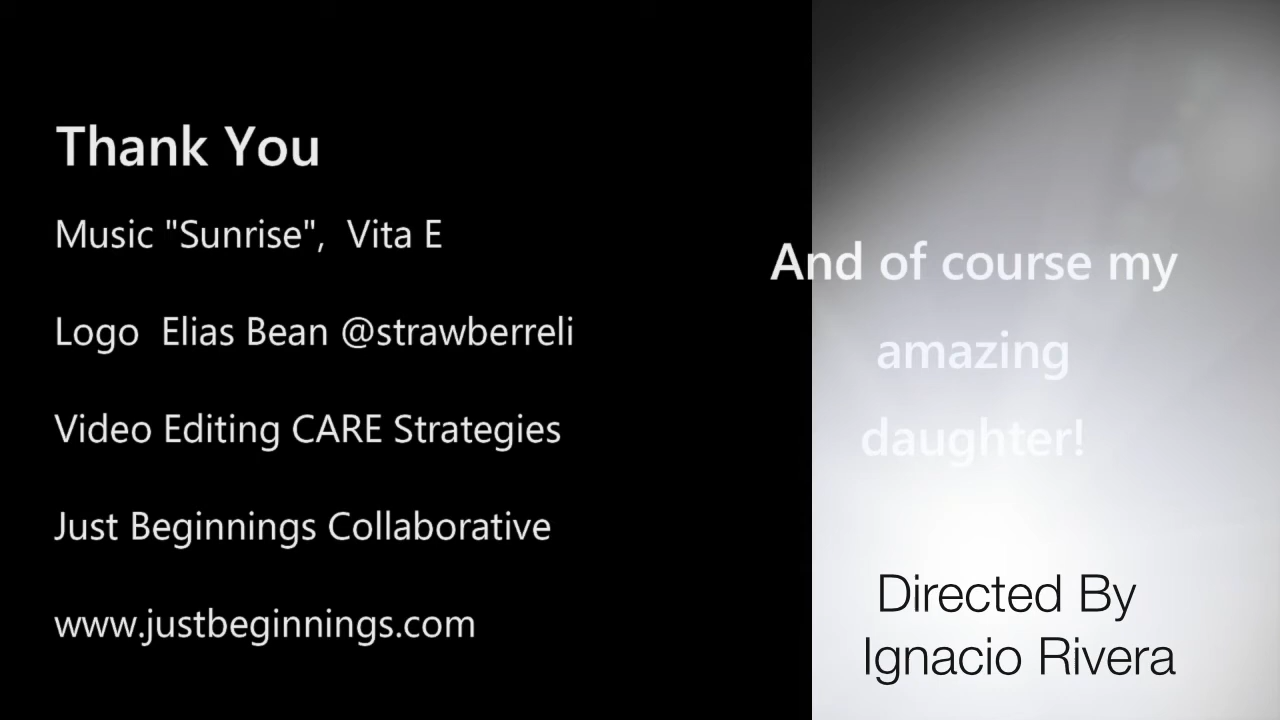 Thank You
Music "Sunrise", Vita E
Logo Elias Bean @strawberreli
Video Editing CARE Strategies
Just Beginnings Collaborative
www.justbeginnings.com
And of course my
amazing
daughter!
Directed By
Ignacio Rivera